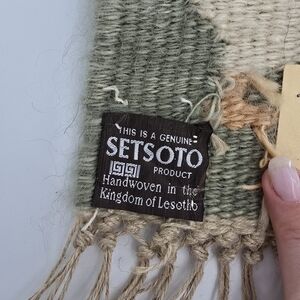 THIS IS A GENUINE
SETSOTO
PRODUCT
Handwoven in the
Kingdom of Lesotho